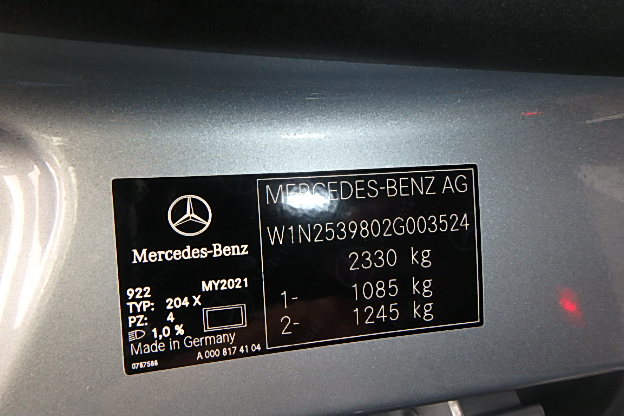 Mercedes-Benz
922 MY2021
TYP: 204 X
PZ: 4
1,0 %
Made in Germany
0787586 A 000 817 41 04
MERCEDES-BENZ AG
W1N2539802G003524
2330 kg
1- 1085 kg
2- 1245 kg